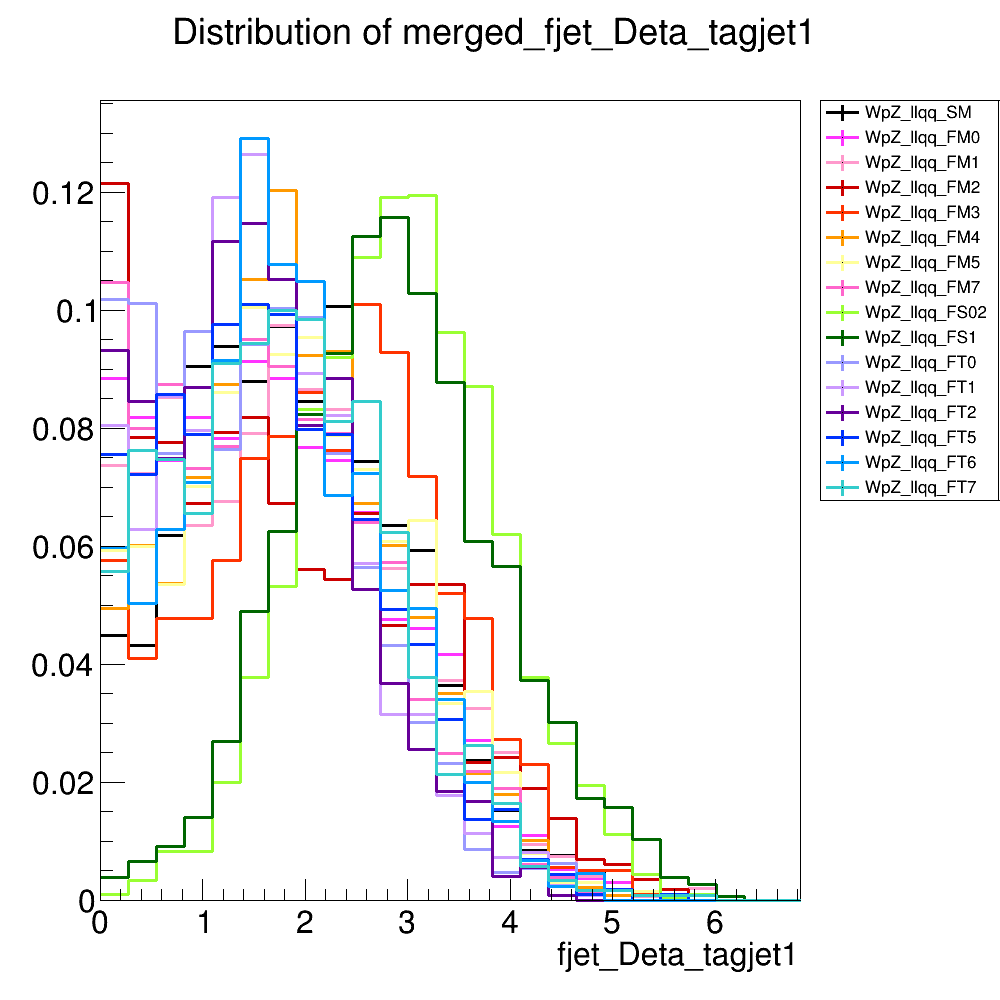 Distribution of merged_fjet_Deta_tagjet1
WpZ_llqq_SM
WpZ_llqq_FM0
WpZ_llqq_FM1
WpZ_llqq_FM2
WpZ_llqq_FM3
WpZ_llqq_FM4
WpZ_llqq_FM5
WpZ_llqq_FM7
WpZ_llqq_FS02
WpZ_llqq_FS1
WpZ_llqq_FT0
WpZ_llqq_FT1
WpZ_llqq_FT2
WpZ_llqq_FT5
WpZ_llqq_FT6
WpZ_llqq_FT7
0.12
0.1
0.08
0.06
0.04
0.02
0
0 1 2 3 4 5 6
fjet_Deta_tagjet1